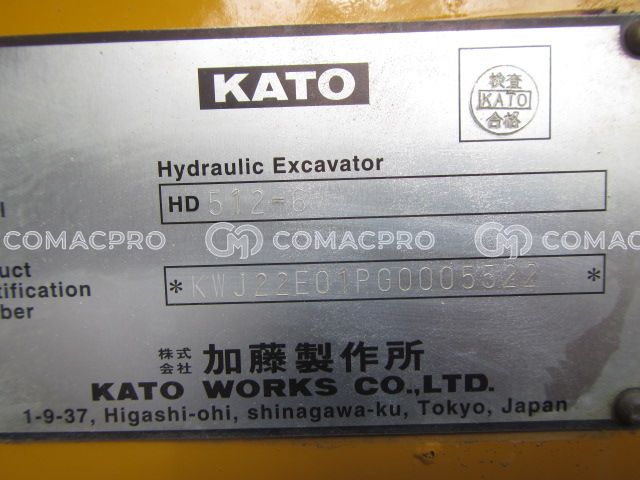 KATO
検査
KATO
合格
Hydraulic Excavator
HD 512-6
COMACPRO COMACPRO COMACPRO
uct
tification
ber
*KWJ22E01PG0005522*
株式会社 加藤製作所
KATO WORKS CO.,LTD.
1-9-37, Higashi-ohi, shinagawa-ku, Tokyo, Japan